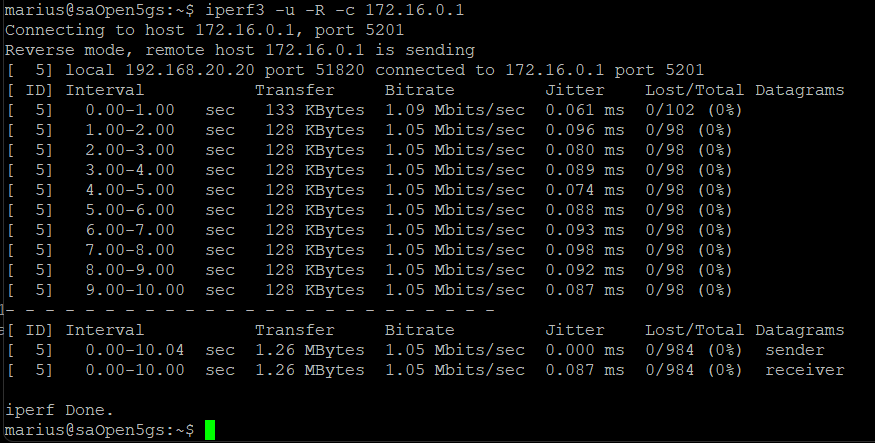 marius@saOpen5gs:~$ iperf3 -u -R -c 172.16.0.1
Connecting to host 172.16.0.1, port 5201
Reverse mode, remote host 172.16.0.1 is sending
[  5] local 192.168.20.20 port 51820 connected to 172.16.0.1 port 5201
[ ID] Interval           Transfer     Bitrate         Jitter    Lost/Total Datagrams
[  5]   0.00-1.00   sec   133 KBytes  1.09 Mbits/sec  0.061 ms  0/102 (0%)
[  5]   1.00-2.00   sec   128 KBytes  1.05 Mbits/sec  0.096 ms  0/98 (0%)
[  5]   2.00-3.00   sec   128 KBytes  1.05 Mbits/sec  0.080 ms  0/98 (0%)
[  5]   3.00-4.00   sec   128 KBytes  1.05 Mbits/sec  0.089 ms  0/98 (0%)
[  5]   4.00-5.00   sec   128 KBytes  1.05 Mbits/sec  0.074 ms  0/98 (0%)
[  5]   5.00-6.00   sec   128 KBytes  1.05 Mbits/sec  0.088 ms  0/98 (0%)
[  5]   6.00-7.00   sec   128 KBytes  1.05 Mbits/sec  0.093 ms  0/98 (0%)
[  5]   7.00-8.00   sec   128 KBytes  1.05 Mbits/sec  0.098 ms  0/98 (0%)
[  5]   8.00-9.00   sec   128 KBytes  1.05 Mbits/sec  0.092 ms  0/98 (0%)
[  5]   9.00-10.00  sec   128 KBytes  1.05 Mbits/sec  0.087 ms  0/98 (0%)
- - - - - - - - - - - - - - - - - - - - - - - - -
[ ID] Interval           Transfer     Bitrate         Jitter    Lost/Total Datagrams
[  5]   0.00-10.04  sec  1.26 MBytes  1.05 Mbits/sec  0.000 ms  0/984 (0%)  sender
[  5]   0.00-10.00  sec  1.26 MBytes  1.05 Mbits/sec  0.087 ms  0/984 (0%)  receiver
iperf Done.
marius@saOpen5gs:~$